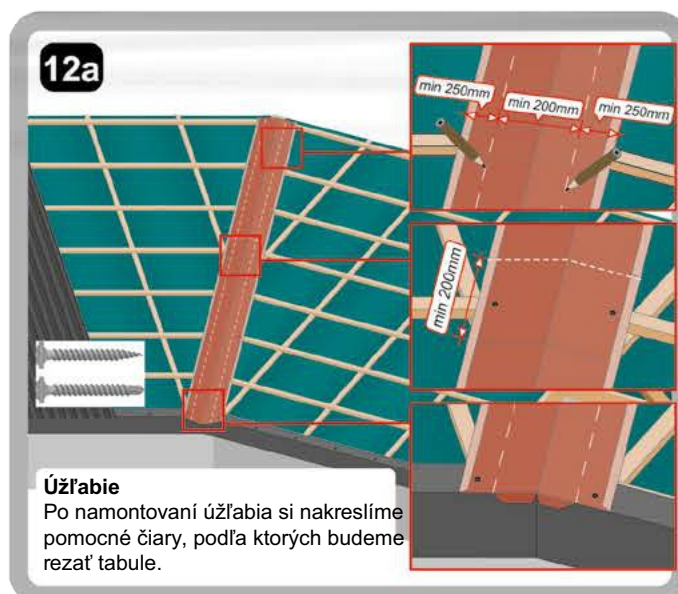 12a
min 250mm
min 200mm
min 250mm
min 200mm
Úžľabie
Po namontovaní úžľabia si nakreslíme
pomocné čiary, podľa ktorých budeme
rezať tabule.